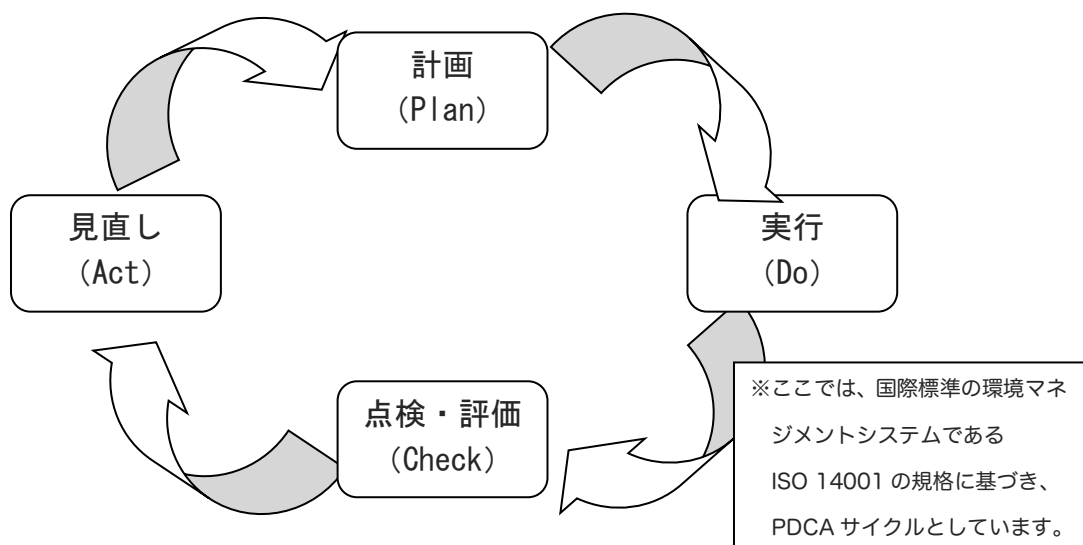 計画
（Plan）
見直し
（Act）
実行
（Do）
点検・評価
（Check）
※ここでは、国際標準の環境マネ
ジメントシステムである
ISO 14001 の規格に基づき、
PDCA サイクルとしています。